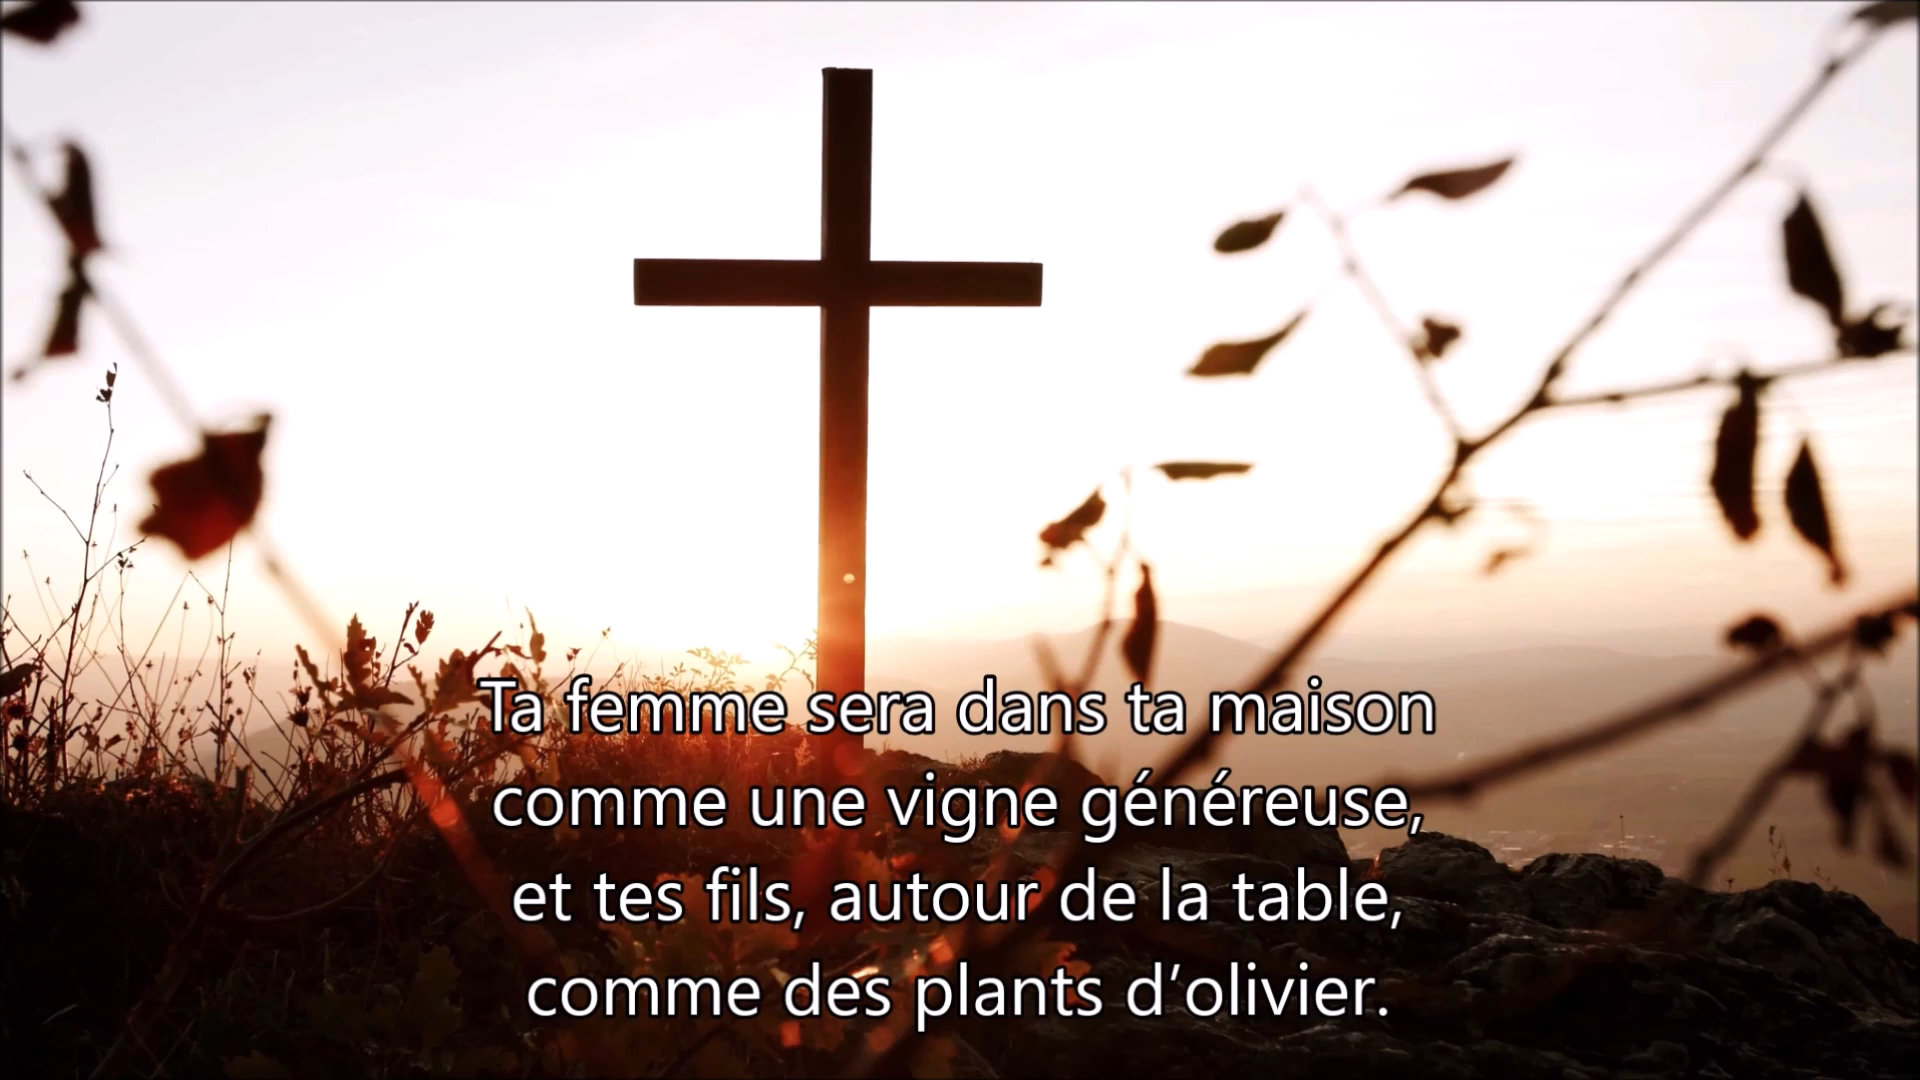 Ta femme sera dans ta maison
comme une vigne généreuse,
et tes fils, autour de la table,
comme des plants d’olivier.